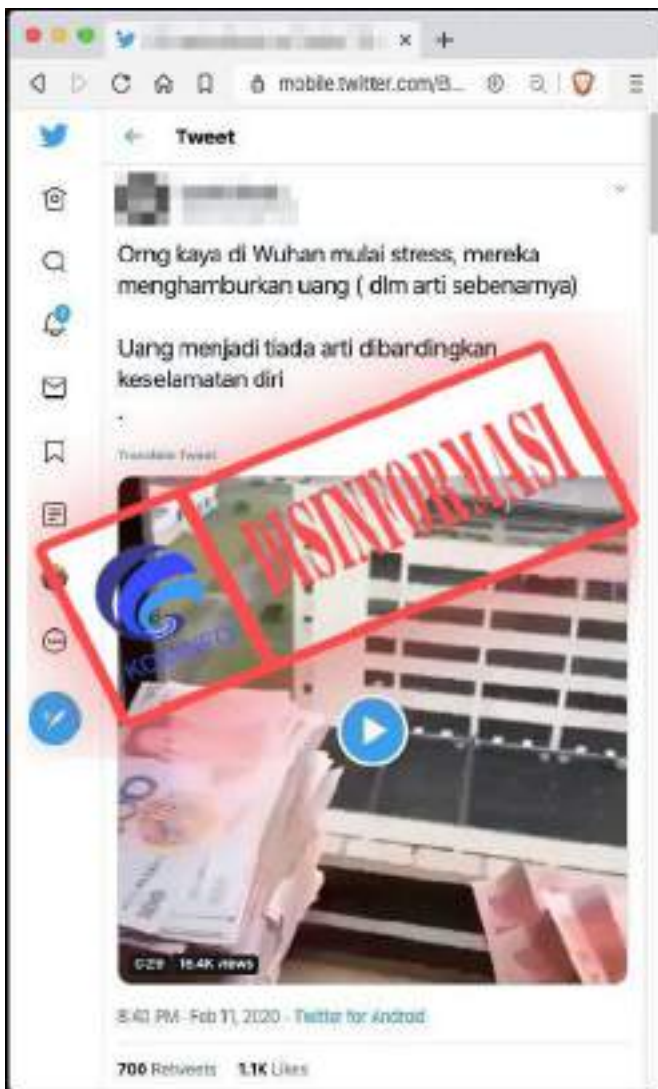 mobile.twitter.com/B...
Tweet
Orng kaya di Wuhan mulai stress, mereka
menghamburkan uang ( dlm arti sebenarnya)
Uang menjadi tiada arti dibandingkan
keselamatan diri
.
Translate Tweet
DISINFORMASI
KOMINFO
0:29 16.4K views
8:40 PM · Feb 11, 2020 · Twitter for Android
700 Retweets 1.1K Likes